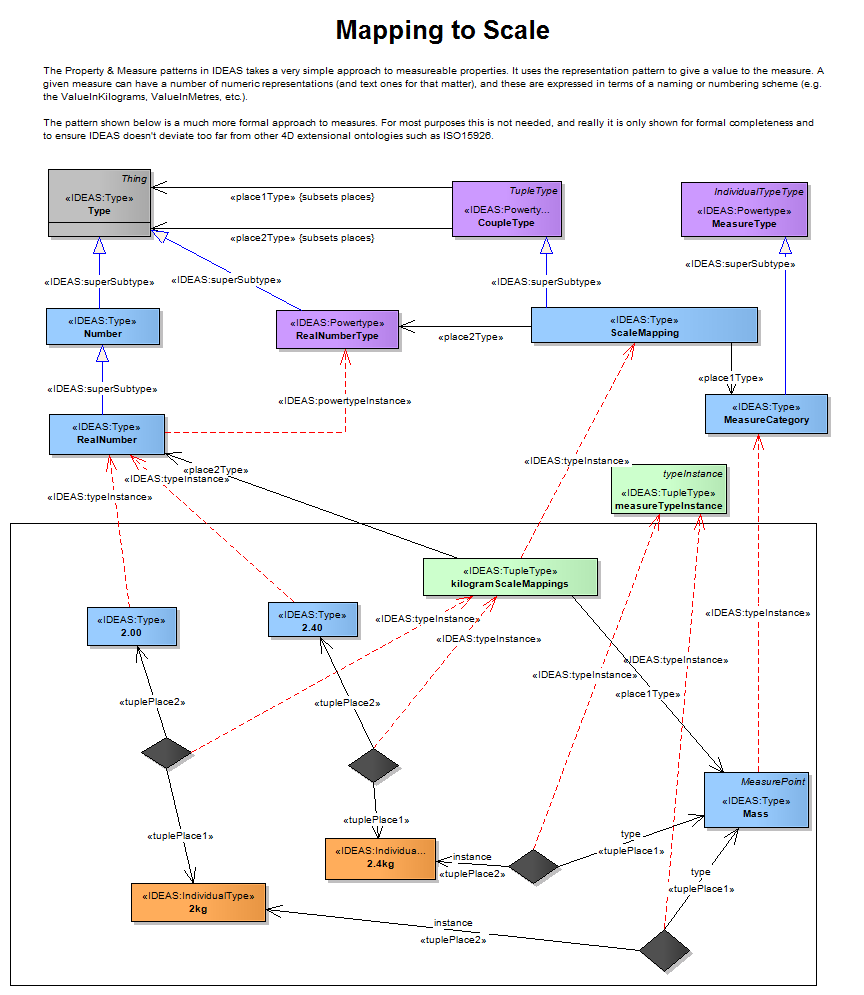 Mapping to Scale
The Property & Measure patterns in IDEAS takes a very simple approach to measureable properties. It uses the representation pattern to give a value to the measure. A
given measure can have a number of numeric representations (and text ones for that matter), and these are expressed in terms of a naming or numbering scheme (e.g.
the ValueInKilograms, ValueInMetres, etc.).
The pattern shown below is a much more formal approach to measures. For most purposes this is not needed, and really it is only shown for formal completeness and
to ensure IDEAS doesn't deviate too far from other 4D extensional ontologies such as ISO15926.
Thing
«IDEAS:Type»
Type
«place1Type» {subsets places}
«place2Type» {subsets places}
TupleType
«IDEAS:Powerty...
CoupleType
IndividualTypeType
«IDEAS:Powertype»
MeasureType
«IDEAS:superSubtype»
«IDEAS:superSubtype»
«IDEAS:superSubtype»
«IDEAS:superSubtype»
«IDEAS:Type»
Number
«IDEAS:Powertype»
RealNumberType
«place2Type»
«IDEAS:Type»
ScaleMapping
«place1Type»
«IDEAS:superSubtype»
«IDEAS:powertypeInstance»
«IDEAS:Type»
MeasureCategory
«IDEAS:Type»
RealNumber
«place2Type»
«IDEAS:typeInstance»
«IDEAS:typeInstance»
«IDEAS:typeInstance»
typeInstance
«IDEAS:TupleType»
measureTypeInstance
«IDEAS:TupleType»
kilogramScaleMappings
«IDEAS:Type»
2.00
«IDEAS:Type»
2.40
«IDEAS:typeInstance»
«IDEAS:typeInstance»
«IDEAS:typeInstance»
«IDEAS:typeInstance»
«IDEAS:typeInstance»
«place1Type»
«tuplePlace2»
«tuplePlace2»
MeasurePoint
«IDEAS:Type»
Mass
«tuplePlace1»
«tuplePlace1»
«IDEAS:Individua...
2.4kg
instance
«tuplePlace2»
type
«tuplePlace1»
type
«tuplePlace1»
«IDEAS:IndividualType»
2kg
instance
«tuplePlace2»